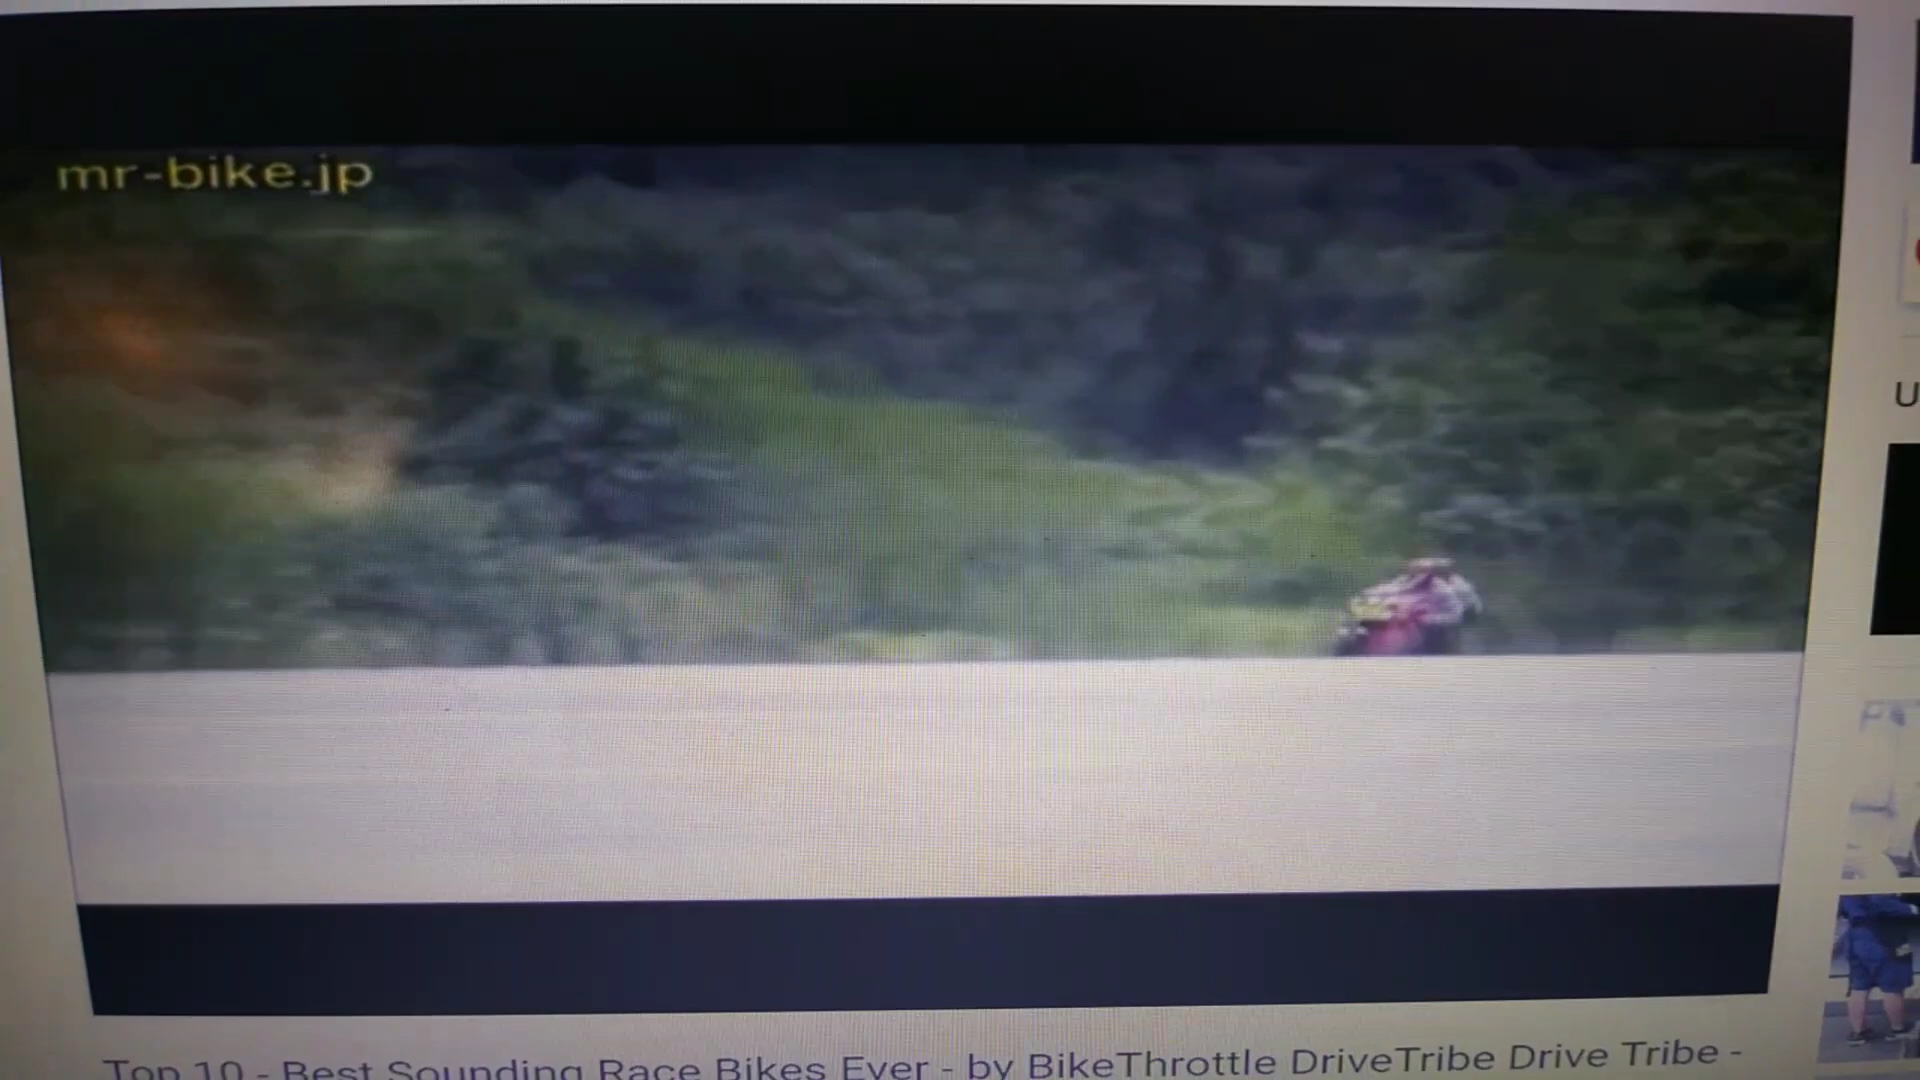 mr-bike.jp
U
Top 10 - Best Sounding Race Bikes Ever - by BikeThrottle DriveTribe Drive Tribe -